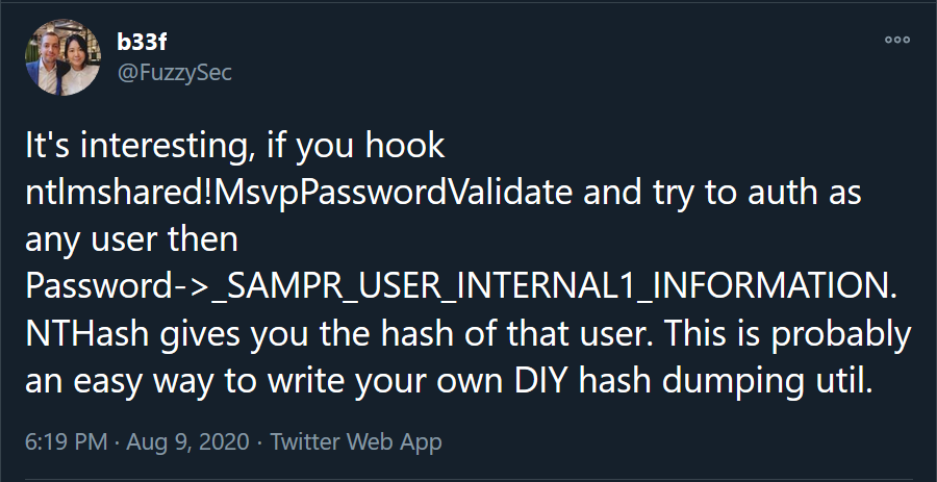 b33f
@FuzzySec
It's interesting, if you hook
ntlmshared!MsvpPasswordValidate and try to auth as
any user then
Password->_SAMPR_USER_INTERNAL1_INFORMATION.
NTHash gives you the hash of that user. This is probably
an easy way to write your own DIY hash dumping util.
6:19 PM · Aug 9, 2020 · Twitter Web App